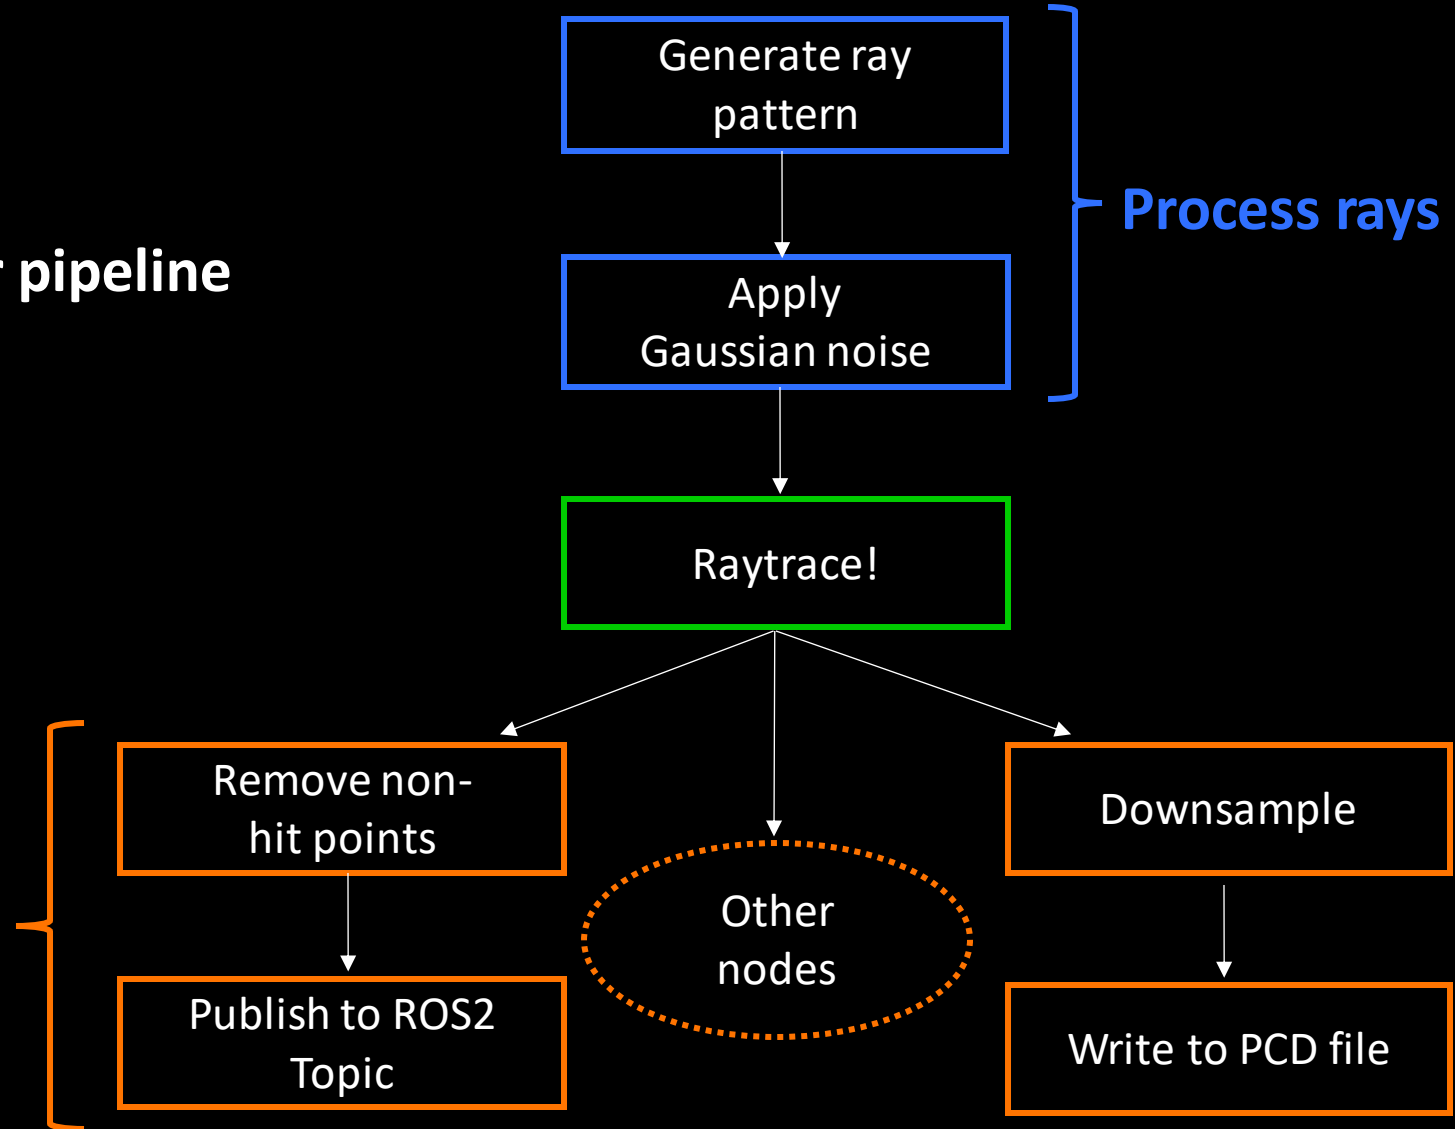 Generate ray
pattern
Process rays
pipeline
Apply
Gaussian noise
Raytrace!
Remove non-
hit points
Downsample
Other
nodes
Publish to ROS2
Topic
Write to PCD file